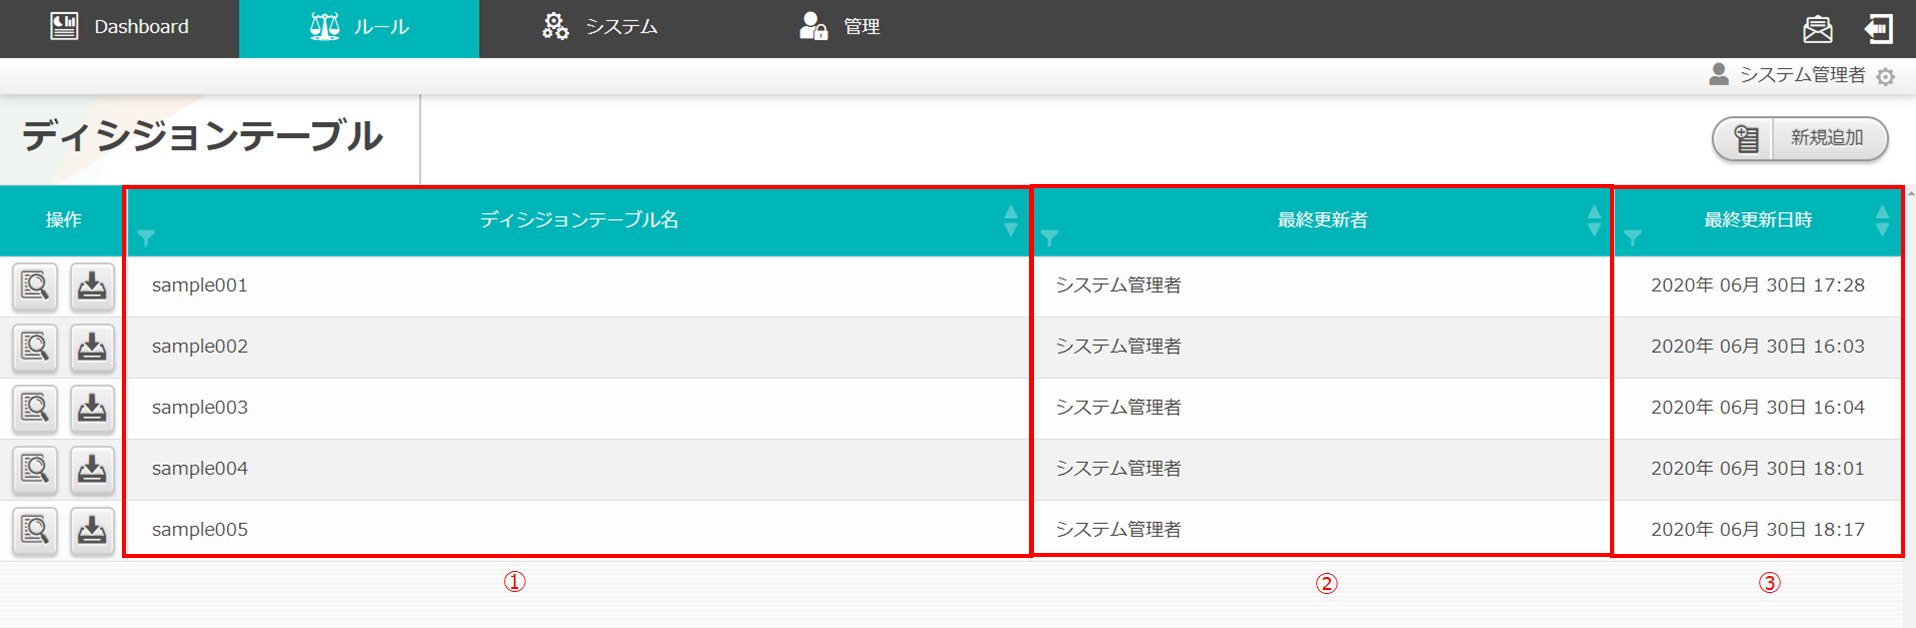 Dashboard ルール システム 管理
システム管理者
ディシジョンテーブル
新規追加
操作 ディシジョンテーブル名 最終更新者 最終更新日時
sample001 システム管理者 2020年 06月 30日 17:28
sample002 システム管理者 2020年 06月 30日 16:03
sample003 システム管理者 2020年 06月 30日 16:04
sample004 システム管理者 2020年 06月 30日 18:01
sample005 システム管理者 2020年 06月 30日 18:17
① ② ③